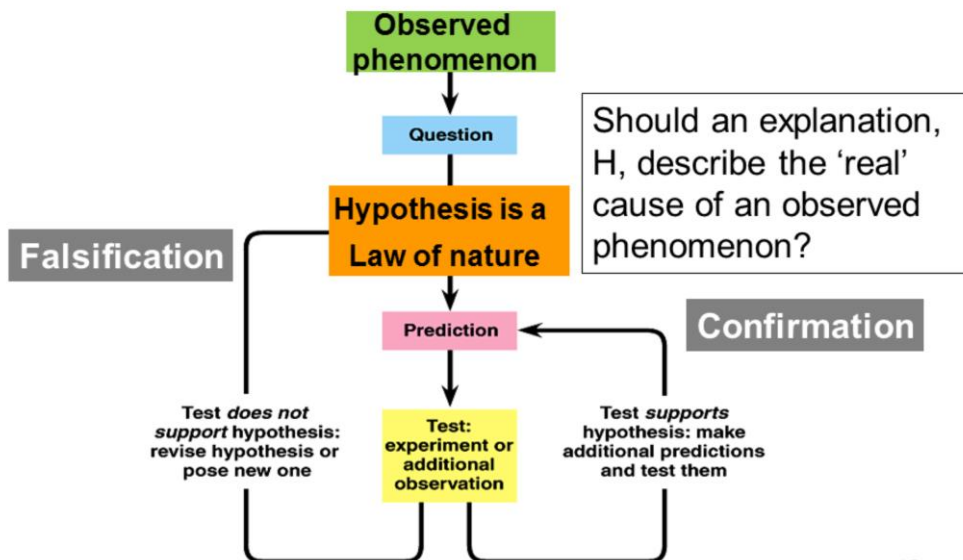 Observed
phenomenon
Question
Should an explanation,
H, describe the ‘real’
cause of an observed
phenomenon?
Hypothesis is a
Law of nature
Falsification
Prediction
Confirmation
Test does not
support hypothesis:
revise hypothesis or
pose new one
Test:
experiment or
additional
observation
Test supports
hypothesis: make
additional predictions
and test them